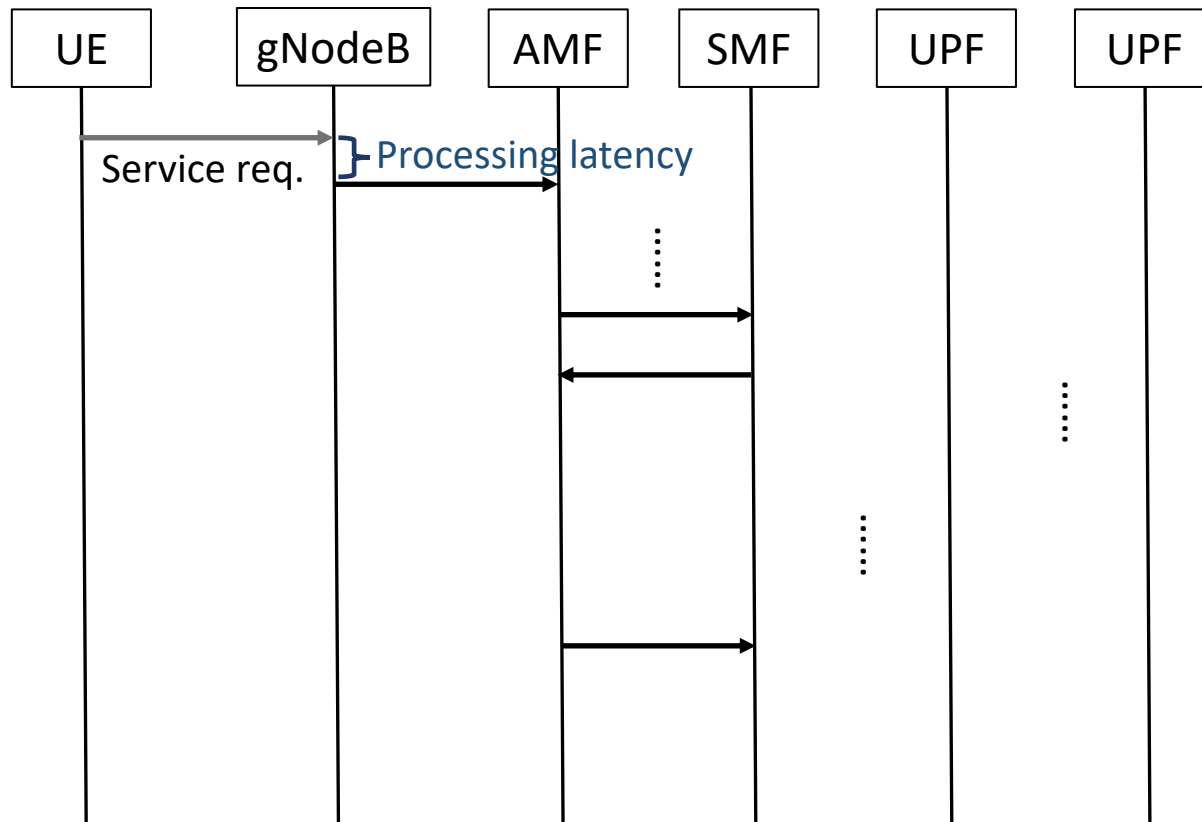 UE
gNodeB
AMF
SMF
UPF
UPF
Processing latency
Service req.